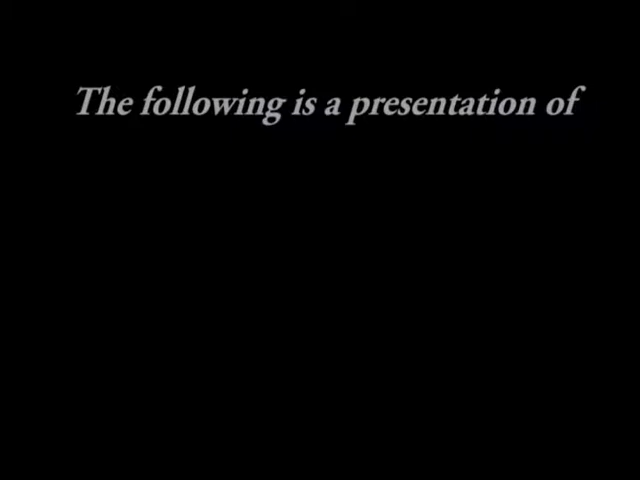 The following is a presentation of